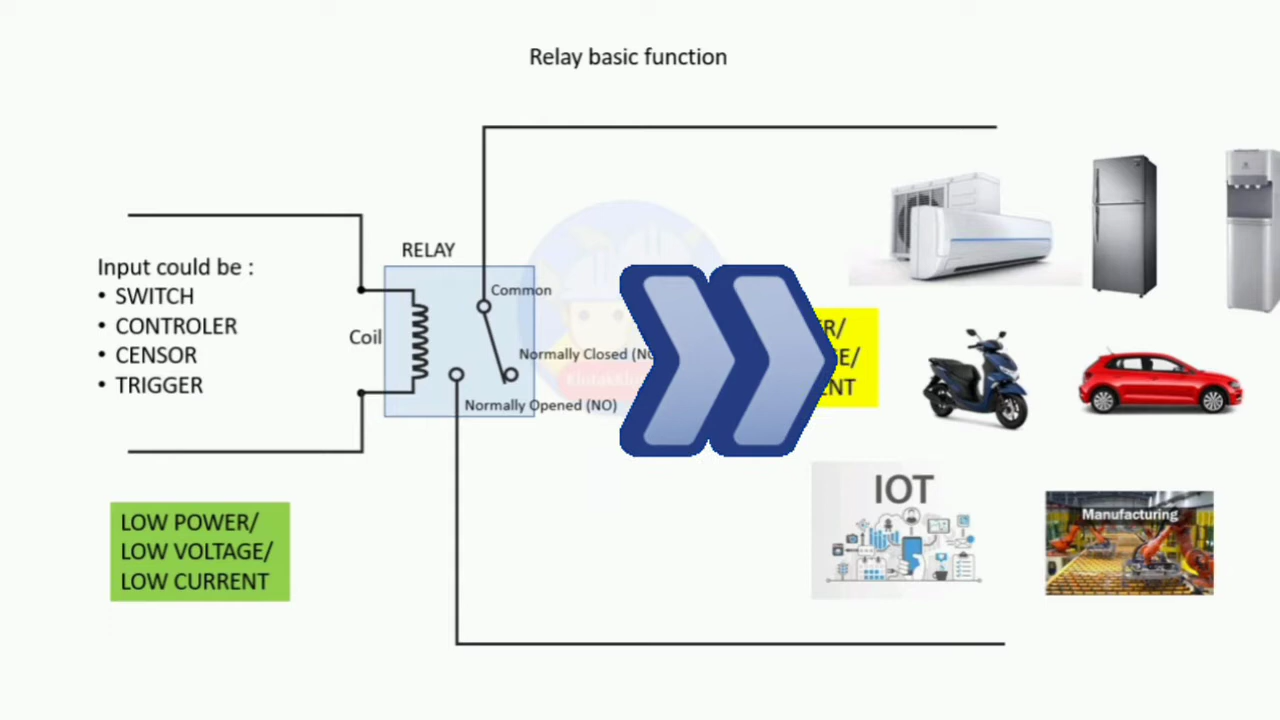 Relay basic function
RELAY
Input could be :
• SWITCH
• CONTROLER
• CENSOR
• TRIGGER
Coil
Common
Normally Closed (NC
Normally Opened (NO)
LOW POWER/
LOW VOLTAGE/
LOW CURRENT
IOT
Manufacturing